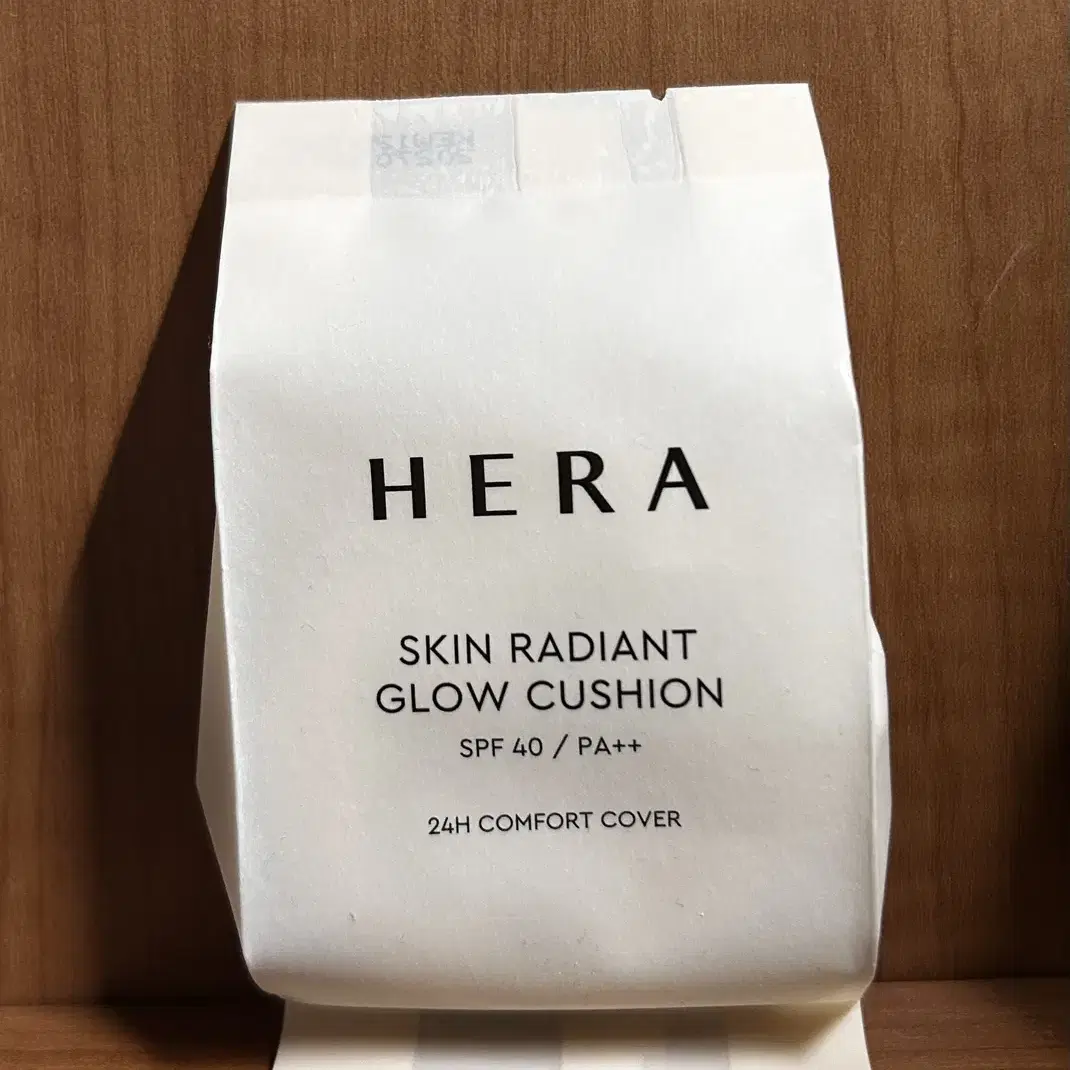 HERA
SKIN RADIANT
GLOW CUSHION
SPF 40 / PA++
24H COMFORT COVER